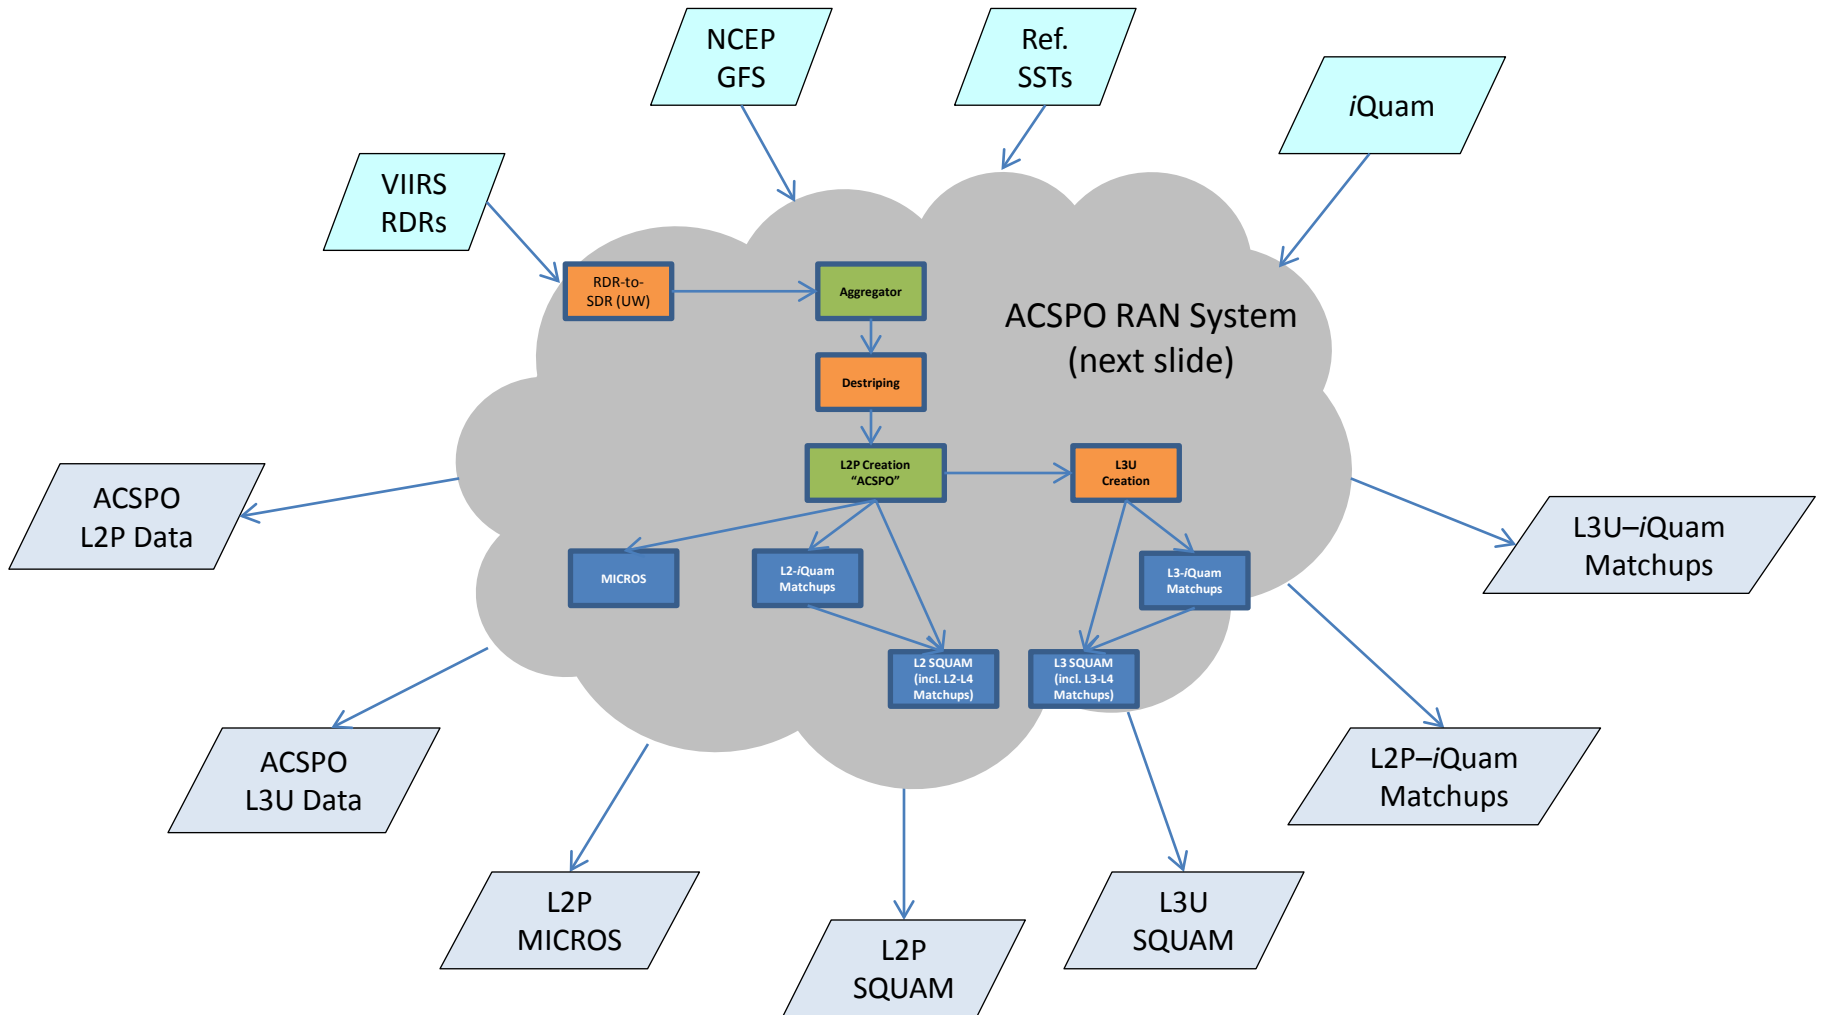 NCEP
GFS
Ref.
SSTs
iQuam
VIIRS
RDRs
RDR-to-
SDR (UW)
Aggregator
ACSPO RAN System
(next slide)
Destriping
L2P Creation
“ACSPO”
L3U
Creation
ACSPO
L2P Data
L3U–iQuam
Matchups
MICROS
L2-iQuam
Matchups
L3-iQuam
Matchups
L2 SQUAM
(incl. L2-L4
Matchups)
L3 SQUAM
(incl. L3-L4
Matchups)
ACSPO
L3U Data
L2P–iQuam
Matchups
L2P
MICROS
L2P
SQUAM
L3U
SQUAM